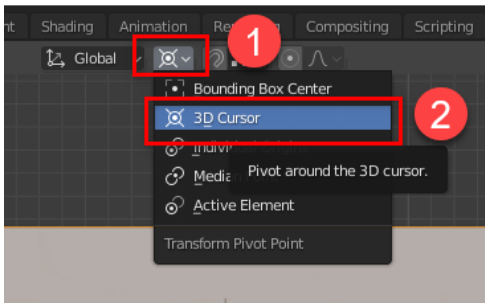 Shading Animation Compositing Scripting
1
Global
Bounding Box Center
3D Cursor
2
Pivot around the 3D cursor.
Active Element
Transform Pivot Point